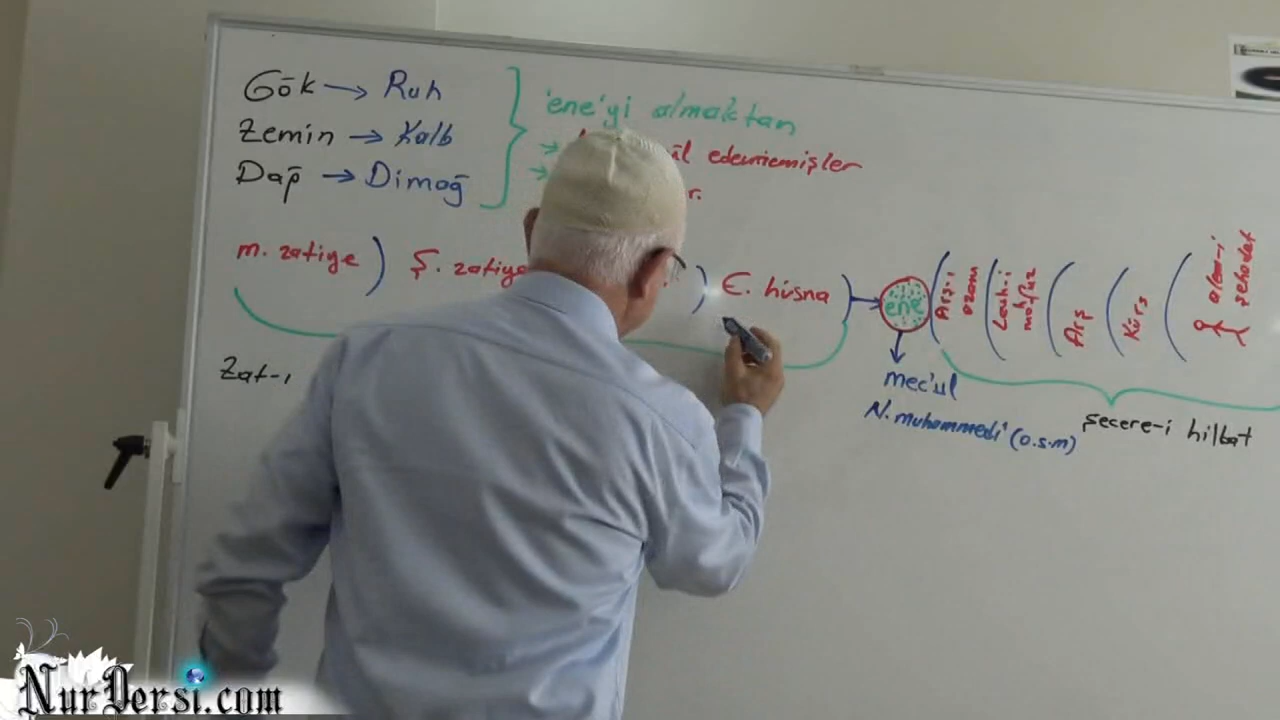 Gök → Ruh
Zemin → Kalb
Dağ → Dimağ
'ene'yi almaktan
→ edememişler
→
m. zatiye ) Ş. zatiye ) E. hüsna ) → ene
Arş-ı azam
Levh-i mahfuz
Arş
Kürs
alem-i şehadet
Zat-ı
mec'ul
N. muhammedi (a.s.m)
şecere-i hilkat
NurDersi.com